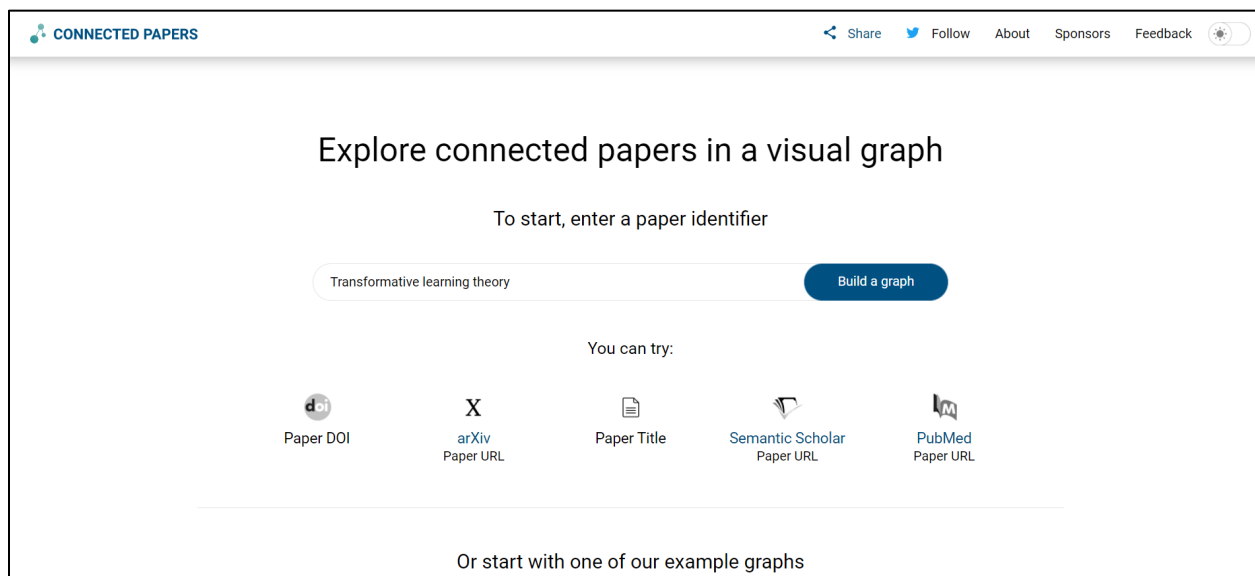 CONNECTED PAPERS Share Follow About Sponsors Feedback
Explore connected papers in a visual graph
To start, enter a paper identifier
Transformative learning theory Build a graph
You can try:
doi X M
Paper DOI arXiv Paper Title Semantic Scholar PubMed
Paper URL Paper URL Paper URL
Or start with one of our example graphs